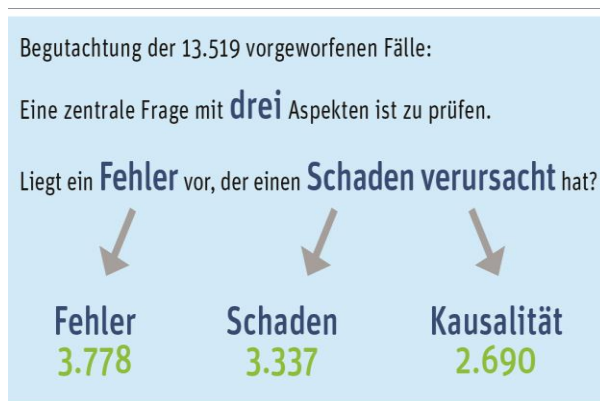 Begutachtung der 13.519 vorgeworfenen Fälle:
Eine zentrale Frage mit drei Aspekten ist zu prüfen.
Liegt ein Fehler vor, der einen Schaden verursacht hat?
Fehler Schaden Kausalität
3.778 3.337 2.690